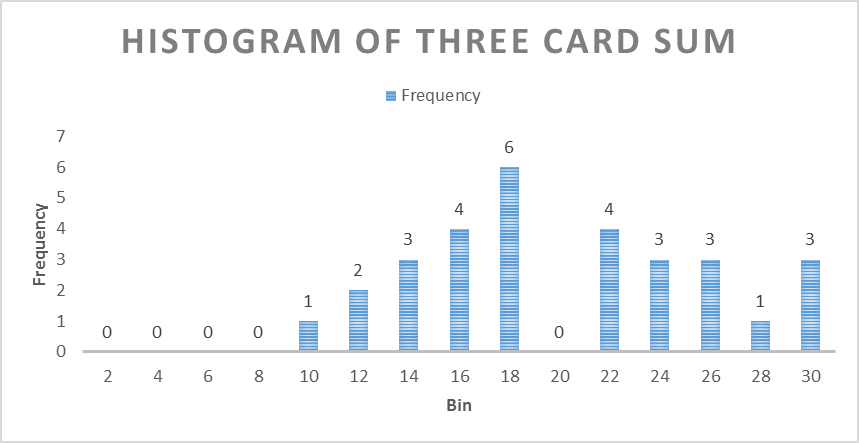 HISTOGRAM OF THREE CARD SUM
Frequency
7
6
5
4
3
2
1
0
Frequency
0 0 0 0 1 2 3 4 6 0 4 3 3 1 3
2 4 6 8 10 12 14 16 18 20 22 24 26 28 30
Bin